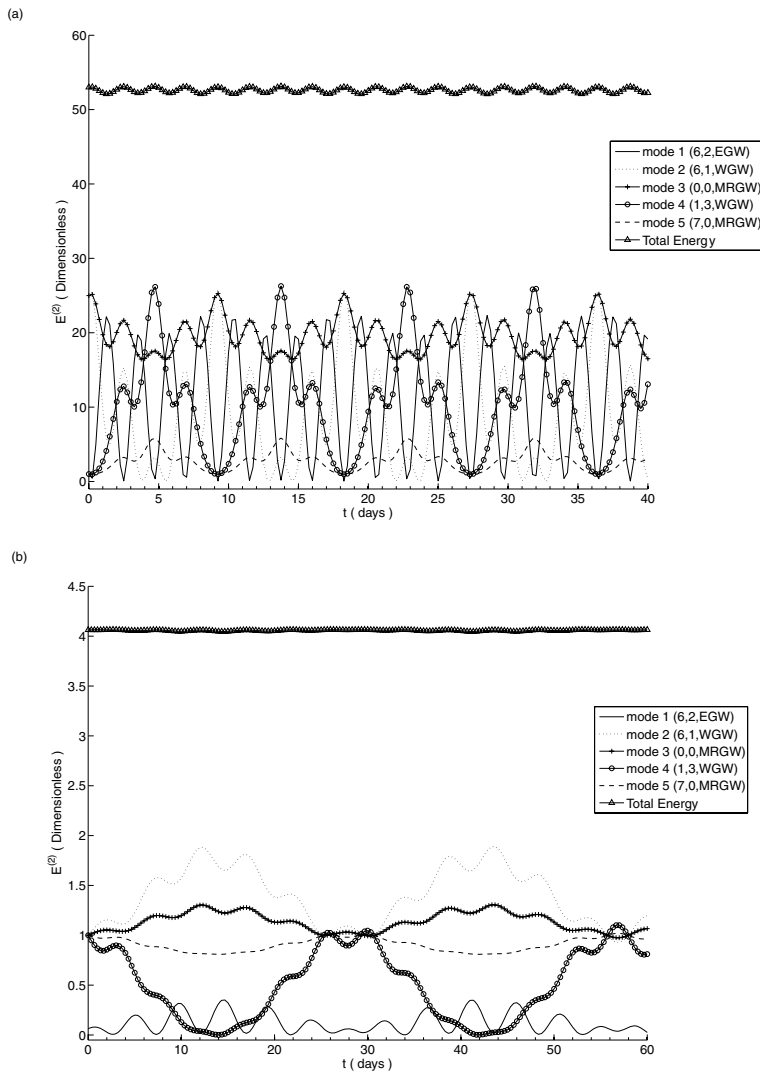 (a)
60
50
40
30
20
10
0
E(2) ( Dimensionless )
0 5 10 15 20 25 30 35 40
t ( days )
mode 1 (6,2,EGW)
mode 2 (6,1,WGW)
mode 3 (0,0,MRGW)
mode 4 (1,3,WGW)
mode 5 (7,0,MRGW)
Total Energy
(b)
4.5
4
3.5
3
2.5
2
1.5
1
0.5
0
E(2) ( Dimensionless )
0 10 20 30 40 50 60
t ( days )
mode 1 (6,2,EGW)
mode 2 (6,1,WGW)
mode 3 (0,0,MRGW)
mode 4 (1,3,WGW)
mode 5 (7,0,MRGW)
Total Energy